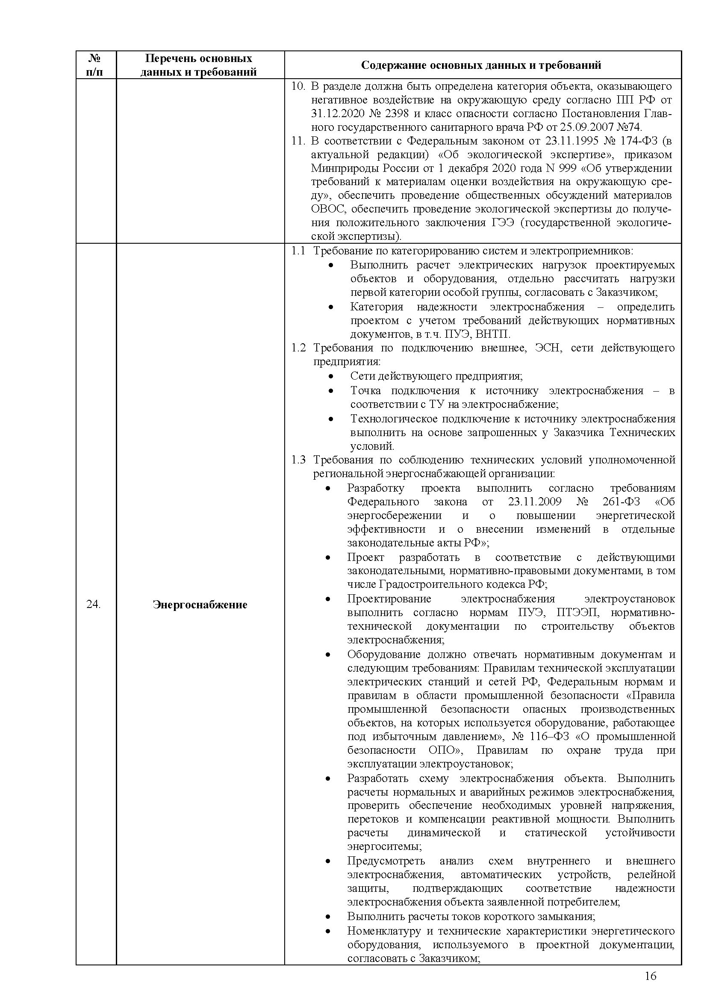 №
п/п
Перечень основных
данных и требований
Содержание основных данных и требований
10. В разделе должна быть определена категория объекта, оказывающего
негативное воздействие на окружающую среду согласно ПП РФ от
31.12.2020 № 2398 и класс опасности согласно Постановления Глав-
ного государственного санитарного врача РФ от 25.09.2007 №74.
11. В соответствии с Федеральным законом от 23.11.1995 № 174-ФЗ (в
актуальной редакции) «Об экологической экспертизе», приказом
Минприроды России от 1 декабря 2020 года N 999 «Об утверждении
требований к материалам оценки воздействия на окружающую сре-
ду», обеспечить проведение общественных обсуждений материалов
ОВОС, обеспечить проведение экологической экспертизы до получе-
ния положительного заключения ГЭЭ (государственной экологиче-
ской экспертизы).
24.
Энергоснабжение
1.1 Требование по категорированию систем и электроприемников:
• Выполнить расчет электрических нагрузок проектируемых
объектов и оборудования, отдельно рассчитать нагрузки
первой категории особой группы, согласовать с Заказчиком;
• Категория надежности электроснабжения – определить
проектом с учетом требований действующих нормативных
документов, в т.ч. ПУЭ, ВНТП.
1.2 Требования по подключению внешнее, ЭСН, сети действующего
предприятия:
• Сети действующего предприятия;
• Точка подключения к источнику электроснабжения – в
соответствии с ТУ на электроснабжение;
• Технологическое подключение к источнику электроснабжения
выполнить на основе запрошенных у Заказчика Технических
условий.
1.3 Требования по соблюдению технических условий уполномоченной
региональной энергоснабжающей организации:
• Разработку проекта выполнить согласно требованиям
Федерального закона от 23.11.2009 № 261-ФЗ «Об
энергосбережении и о повышении энергетической
эффективности и о внесении изменений в отдельные
законодательные акты РФ»;
• Проект разработать в соответствие с действующими
законодательными, нормативно-правовыми документами, в том
числе Градостроительного кодекса РФ;
• Проектирование электроснабжения электроустановок
выполнить согласно нормам ПУЭ, ПТЭЭП, нормативно-
технической документации по строительству объектов
электроснабжения;
• Оборудование должно отвечать нормативным документам и
следующим требованиям: Правилам технической эксплуатации
электрических станций и сетей РФ, Федеральным нормам и
правилам в области промышленной безопасности «Правила
промышленной безопасности опасных производственных
объектов, на которых используется оборудование, работающее
под избыточным давлением», № 116–ФЗ «О промышленной
безопасности ОПО», Правилам по охране труда при
эксплуатации электроустановок;
• Разработать схему электроснабжения объекта. Выполнить
расчеты нормальных и аварийных режимов электроснабжения,
проверить обеспечение необходимых уровней напряжения,
перетоков и компенсации реактивной мощности. Выполнить
расчеты динамической и статической устойчивости
энергоситемы;
• Предусмотреть анализ схем внутреннего и внешнего
электроснабжения, автоматических устройств, релейной
защиты, подтверждающих соответствие надежности
электроснабжения объекта заявленной потребителем;
• Выполнить расчеты токов короткого замыкания;
• Номенклатуру и технические характеристики энергетического
оборудования, используемого в проектной документации,
согласовать с Заказчиком;
16